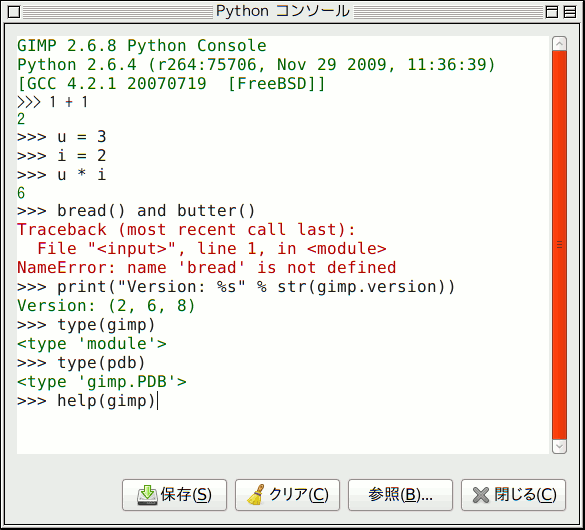 Python コンソール
GIMP 2.6.8 Python Console
Python 2.6.4 (r264:75706, Nov 29 2009, 11:36:39)
[GCC 4.2.1 20070719  [FreeBSD]]
>>> 1 + 1
2
>>> u = 3
>>> i = 2
>>> u * i
6
>>> bread() and butter()
Traceback (most recent call last):
  File "<input>", line 1, in <module>
NameError: name 'bread' is not defined
>>> print("Version: %s" % str(gimp.version))
Version: (2, 6, 8)
>>> type(gimp)
<type 'module'>
>>> type(pdb)
<type 'gimp.PDB'>
>>> help(gimp)
保存(S) クリア(C) 参照(B)... 閉じる(C)